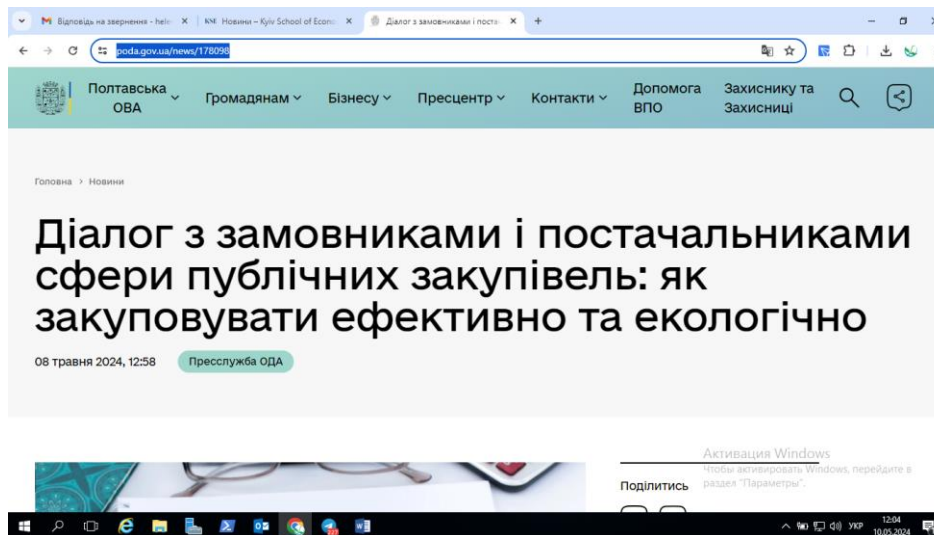 Відповідь на звернення - hele
KSE Новини – Kyiv School of Econo
Діалог з замовниками і поста
poda.gov.ua/news/178098
Полтавська ОВА
Громадянам
Бізнесу
Пресцентр
Контакти
Допомога ВПО
Захиснику та Захисниці
Головна > Новини
Діалог з замовниками і постачальниками
сфери публічних закупівель: як
закуповувати ефективно та екологічно
08 травня 2024, 12:58 Пресслужба ОДА
Активация Windows
Чтобы активировать Windows, перейдите в
раздел "Параметры".
Поділитись
УКР
12:04
10.05.2024